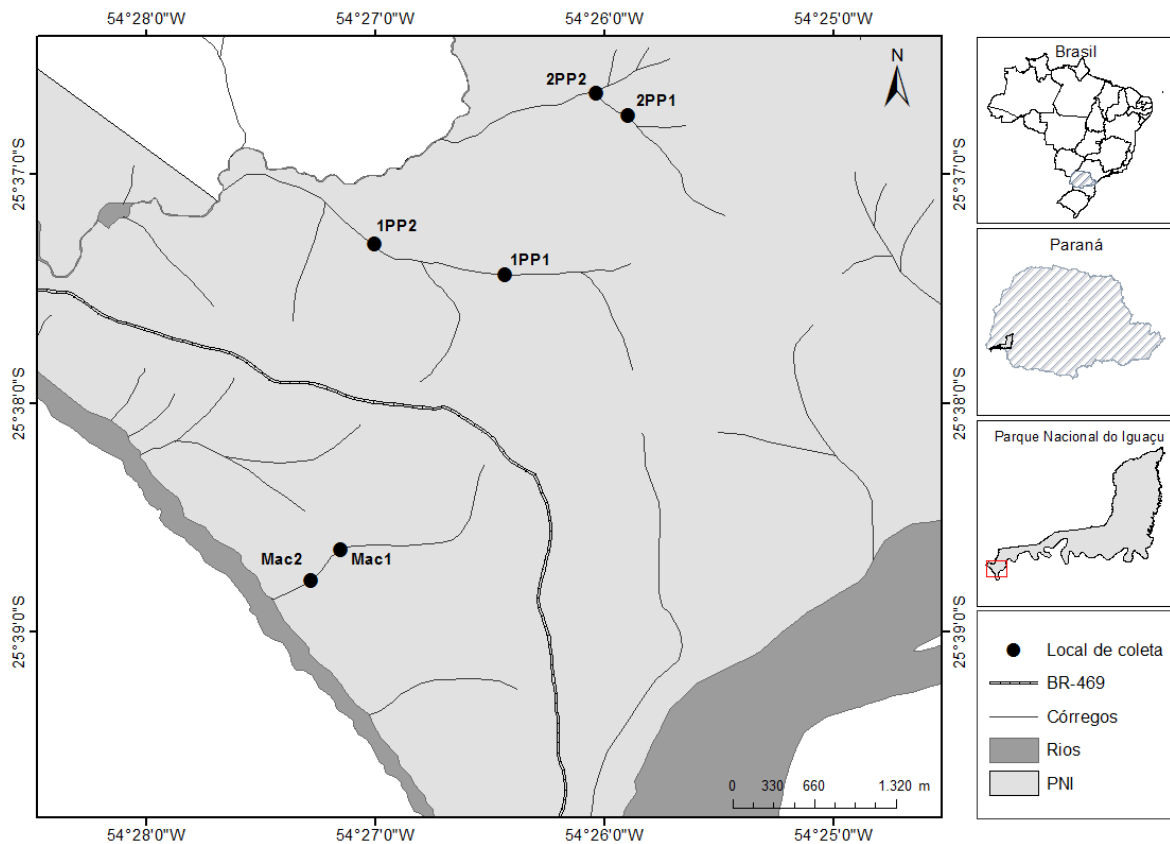 54°28'0"W
54°27'0"W
54°26'0"W
54°25'0"W
N
2PP2
2PP1
1PP2
1PP1
Mac2
Mac1
25°37'0"S
25°38'0"S
25°39'0"S
25°37'0"S
25°38'0"S
25°39'0"S
0 330 660 1.320 m
54°28'0"W
54°27'0"W
54°26'0"W
54°25'0"W
Brasil
Paraná
Parque Nacional do Iguaçu
Local de coleta
BR-469
Córregos
Rios
PNI